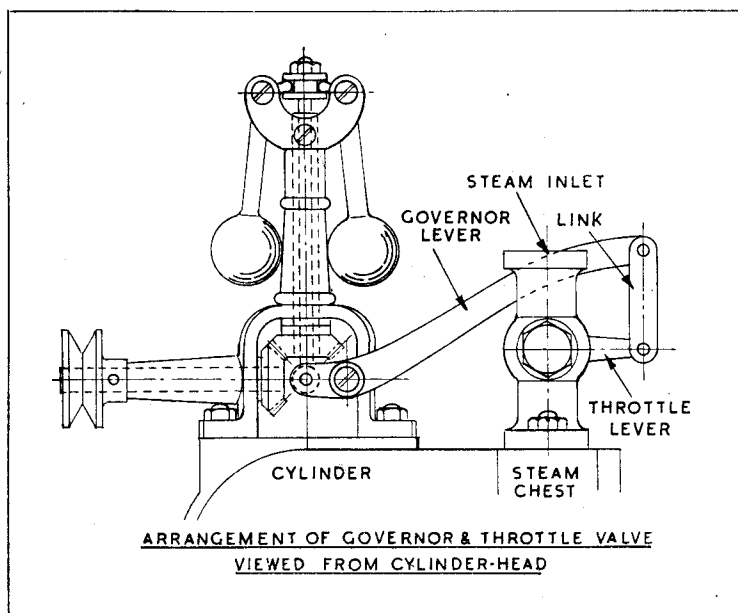 STEAM INLET
GOVERNOR
LEVER
LINK
THROTTLE
LEVER
CYLINDER
STEAM
CHEST
ARRANGEMENT OF GOVERNOR & THROTTLE VALVE
VIEWED FROM CYLINDER-HEAD